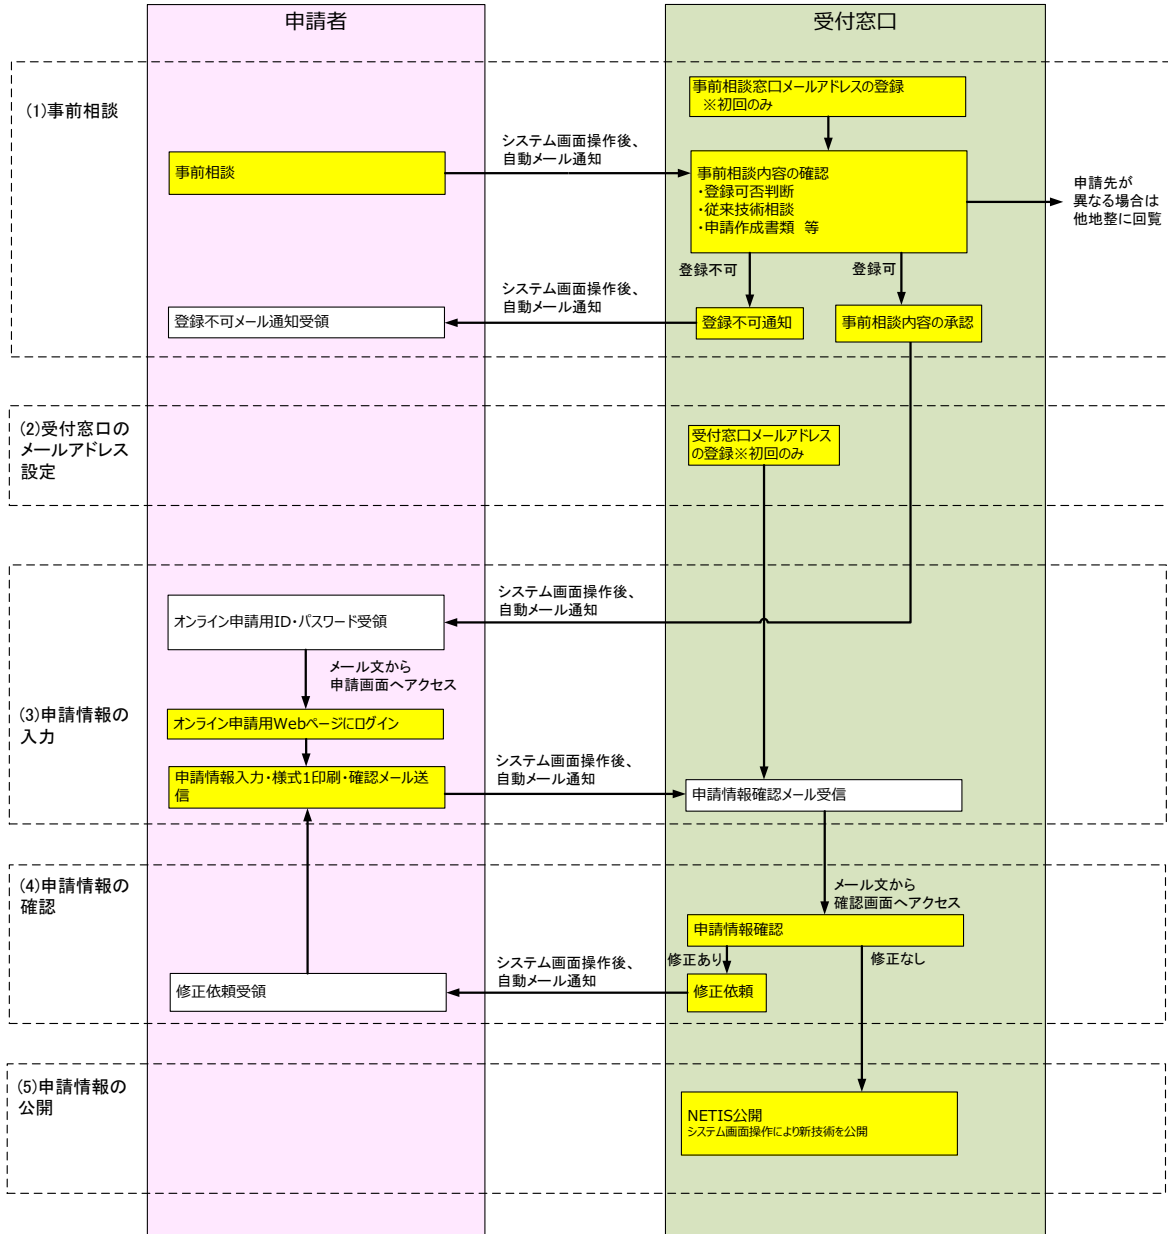 申請者
受付窓口
(1)事前相談
事前相談窓口メールアドレスの登録
※初回のみ
システム画面操作後、
自動メール通知
事前相談
事前相談内容の確認
・登録可否判断
・従来技術相談
・申請作成書類 等
申請先が
異なる場合は
他地整に回覧
登録不可
登録可
システム画面操作後、
自動メール通知
登録不可メール通知受領
登録不可通知
事前相談内容の承認
(2)受付窓口の
メールアドレス
設定
受付窓口メールアドレス
の登録※初回のみ
システム画面操作後、
自動メール通知
オンライン申請用ID・パスワード受領
メール文から
申請画面へアクセス
(3)申請情報の
入力
オンライン申請用Webページにログイン
システム画面操作後、
自動メール通知
申請情報入力・様式1印刷・確認メール送
信
申請情報確認メール受信
(4)申請情報の
確認
メール文から
確認画面へアクセス
申請情報確認
修正あり
修正なし
システム画面操作後、
自動メール通知
修正依頼受領
修正依頼
(5)申請情報の
公開
NETIS公開
システム画面操作により新技術を公開